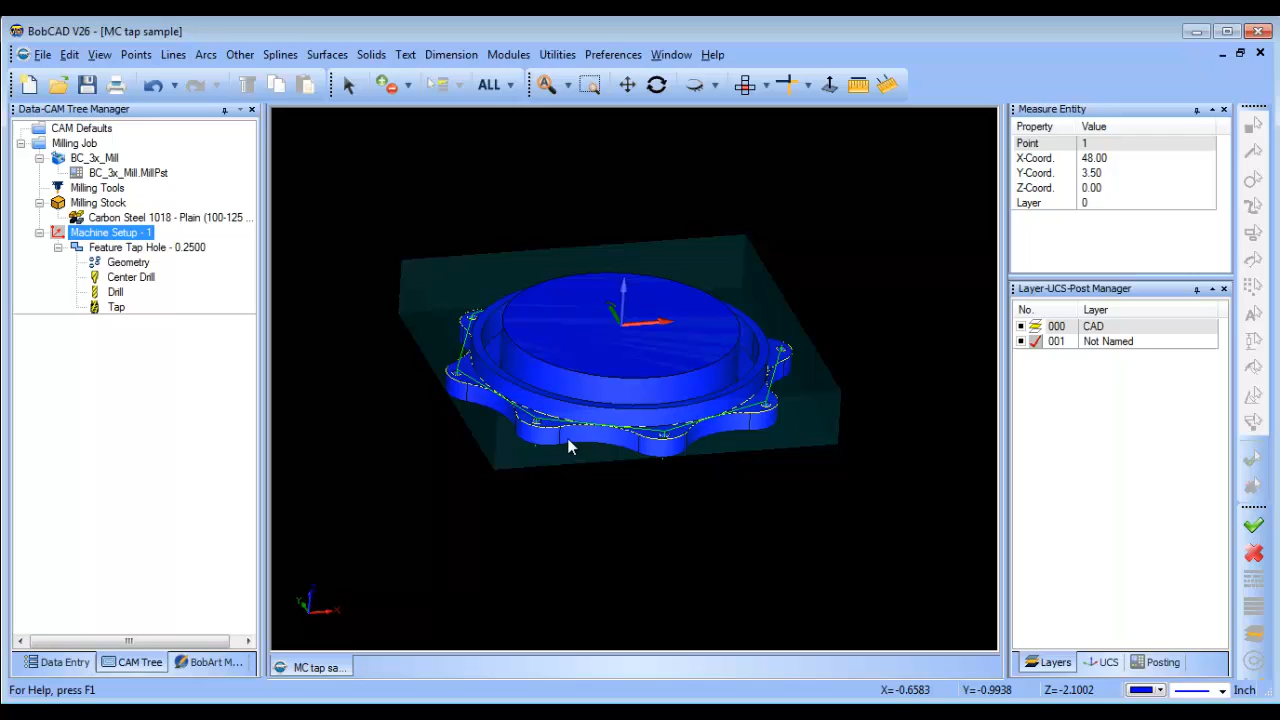 BobCAD V26 - [MC tap sample]
File Edit View Points Lines Arcs Other Splines Surfaces Solids Text Dimension Modules Utilities Preferences Window Help
ALL
Data-CAM Tree Manager
CAM Defaults
Milling Job
BC_3x_Mill
BC_3x_Mill.MillPst
Milling Tools
Milling Stock
Carbon Steel 1018 - Plain (100-125 ...
Machine Setup - 1
Feature Tap Hole - 0.2500
Geometry
Center Drill
Drill
Tap
Data Entry CAM Tree BobArt M...
Z
Y
X
MC tap sa...
Measure Entity
Property Value
Point 1
X-Coord. 48.00
Y-Coord. 3.50
Z-Coord. 0.00
Layer 0
Layer-UCS-Post Manager
No. Layer
000 CAD
001 Not Named
Layers UCS Posting
For Help, press F1
X=-0.6583 Y=-0.9938 Z=-2.1002 Inch